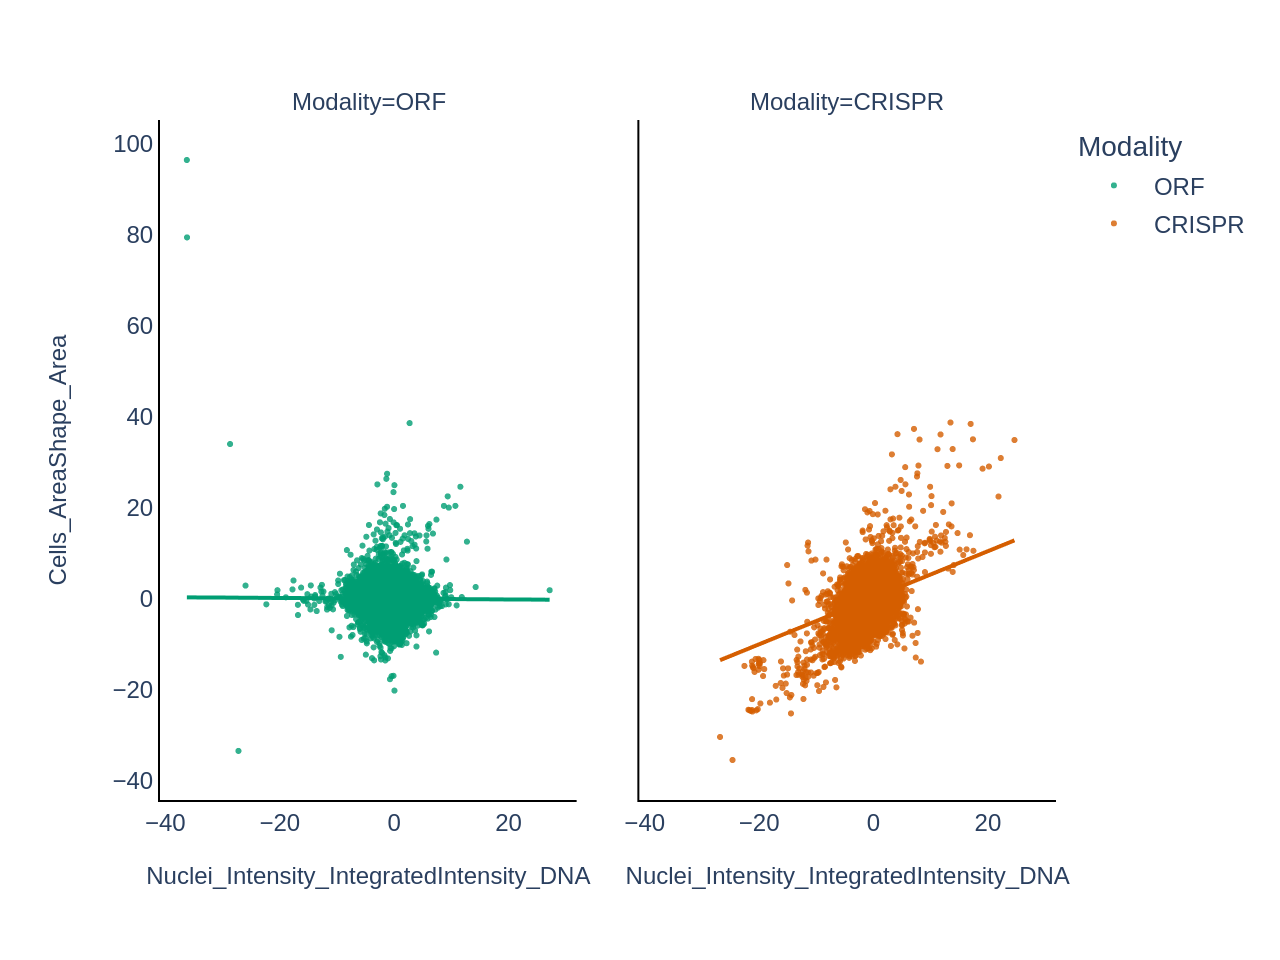 Modality=ORF
Modality=CRISPR
Modality
ORF
CRISPR
Cells_AreaShape_Area
100
80
60
40
20
0
−20
−40
−40
−20
0
20
−40
−20
0
20
Nuclei_Intensity_IntegratedIntensity_DNA
Nuclei_Intensity_IntegratedIntensity_DNA